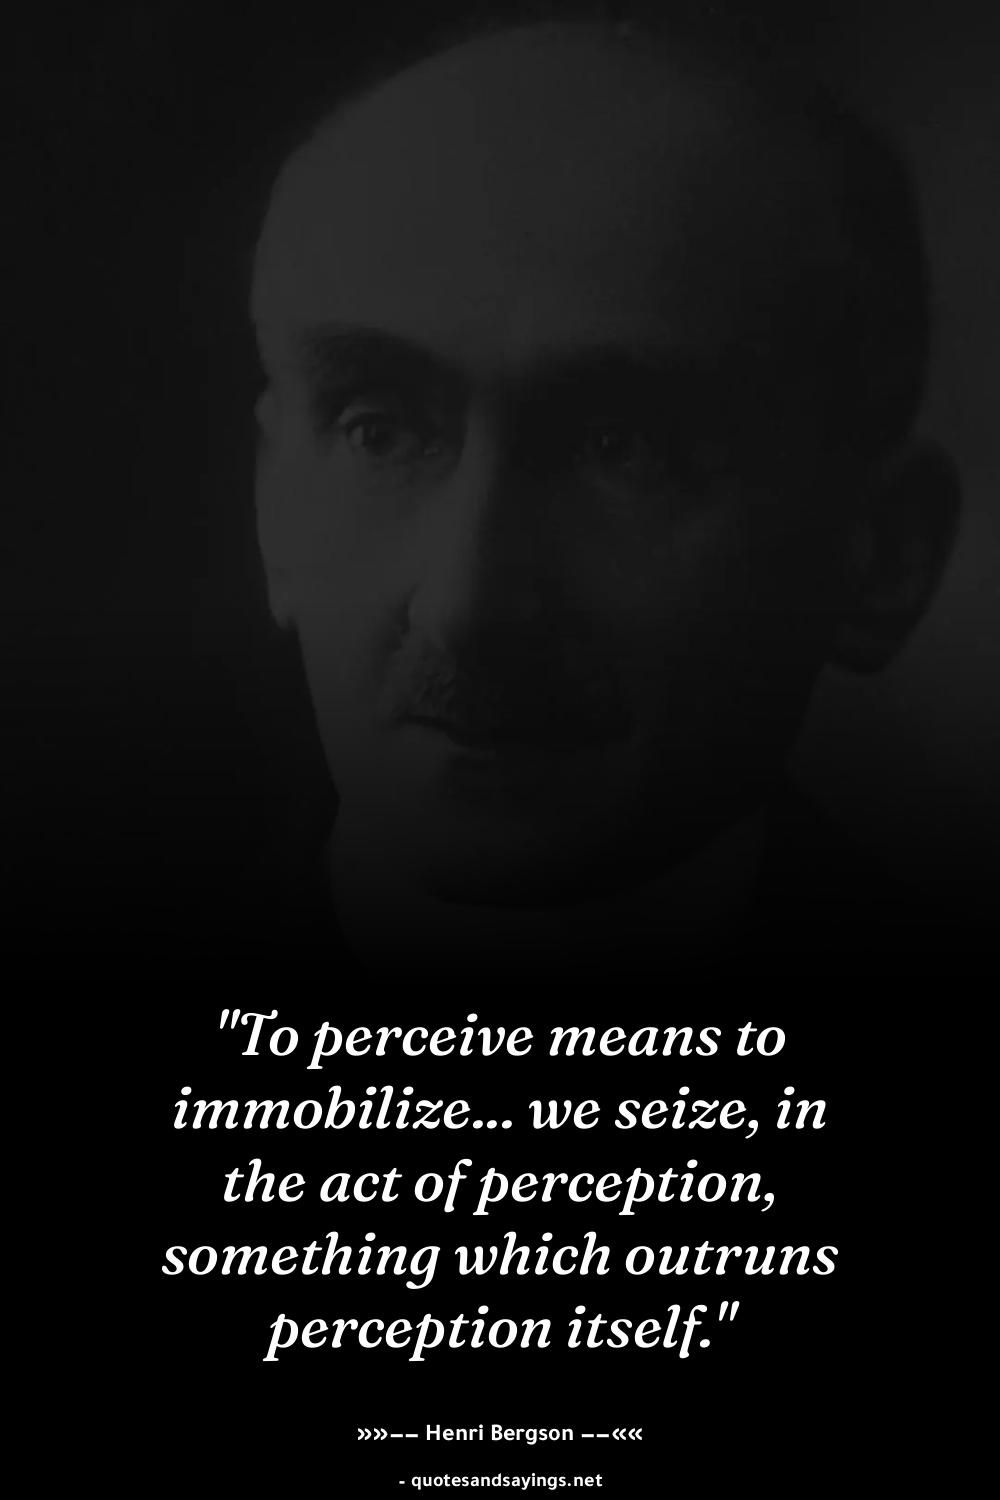 "To perceive means to
immobilize... we seize, in
the act of perception,
something which outruns
perception itself."
»»–– Henri Bergson ––««
- quotesandsayings.net